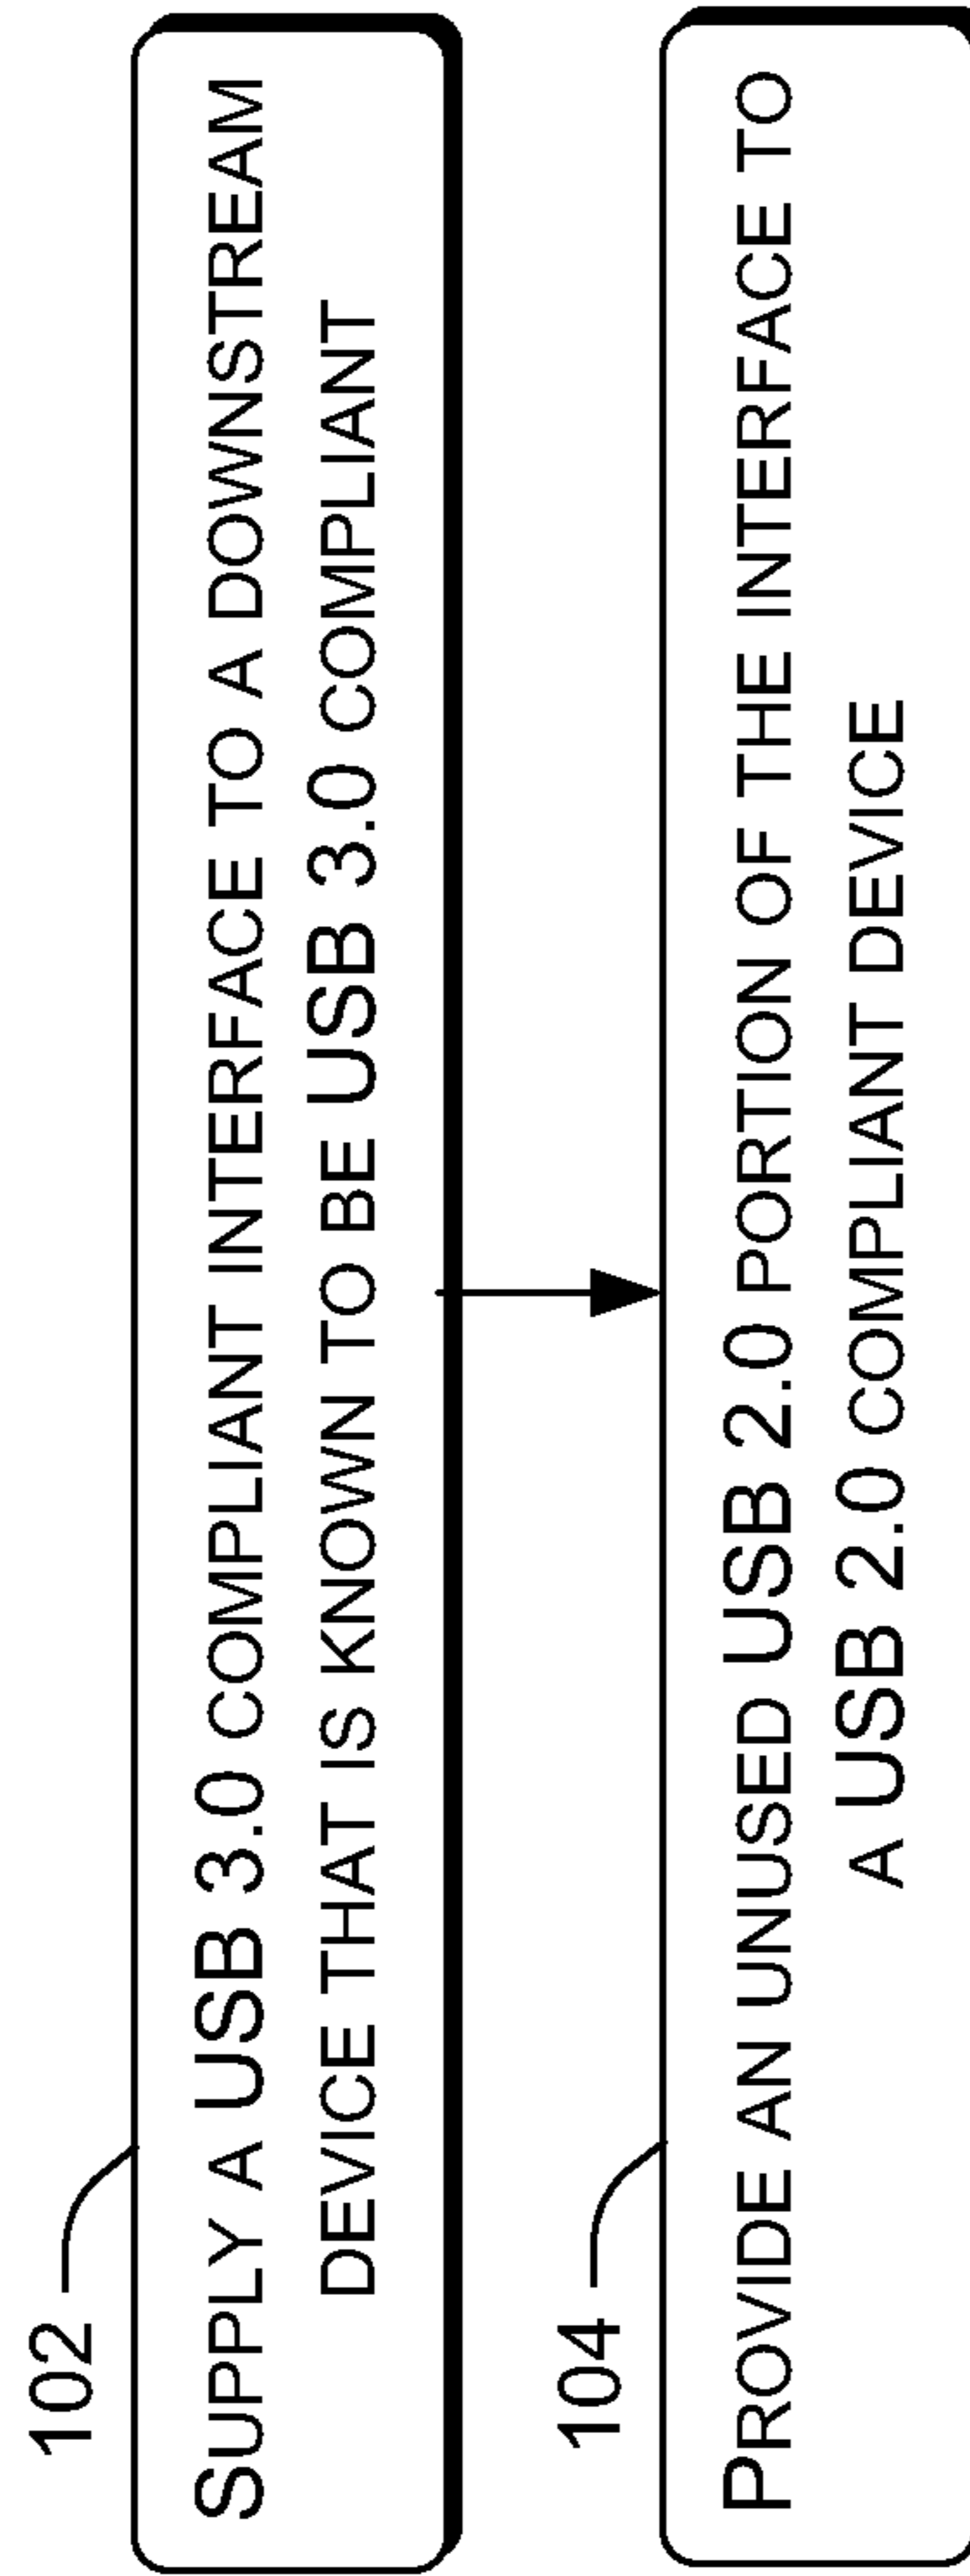 102
SUPPLY A USB 3.0 COMPLIANT INTERFACE TO A DOWNSTREAM
DEVICE THAT IS KNOWN TO BE USB 3.0 COMPLIANT
104
PROVIDE AN UNUSED USB 2.0 PORTION OF THE INTERFACE TO
A USB 2.0 COMPLIANT DEVICE